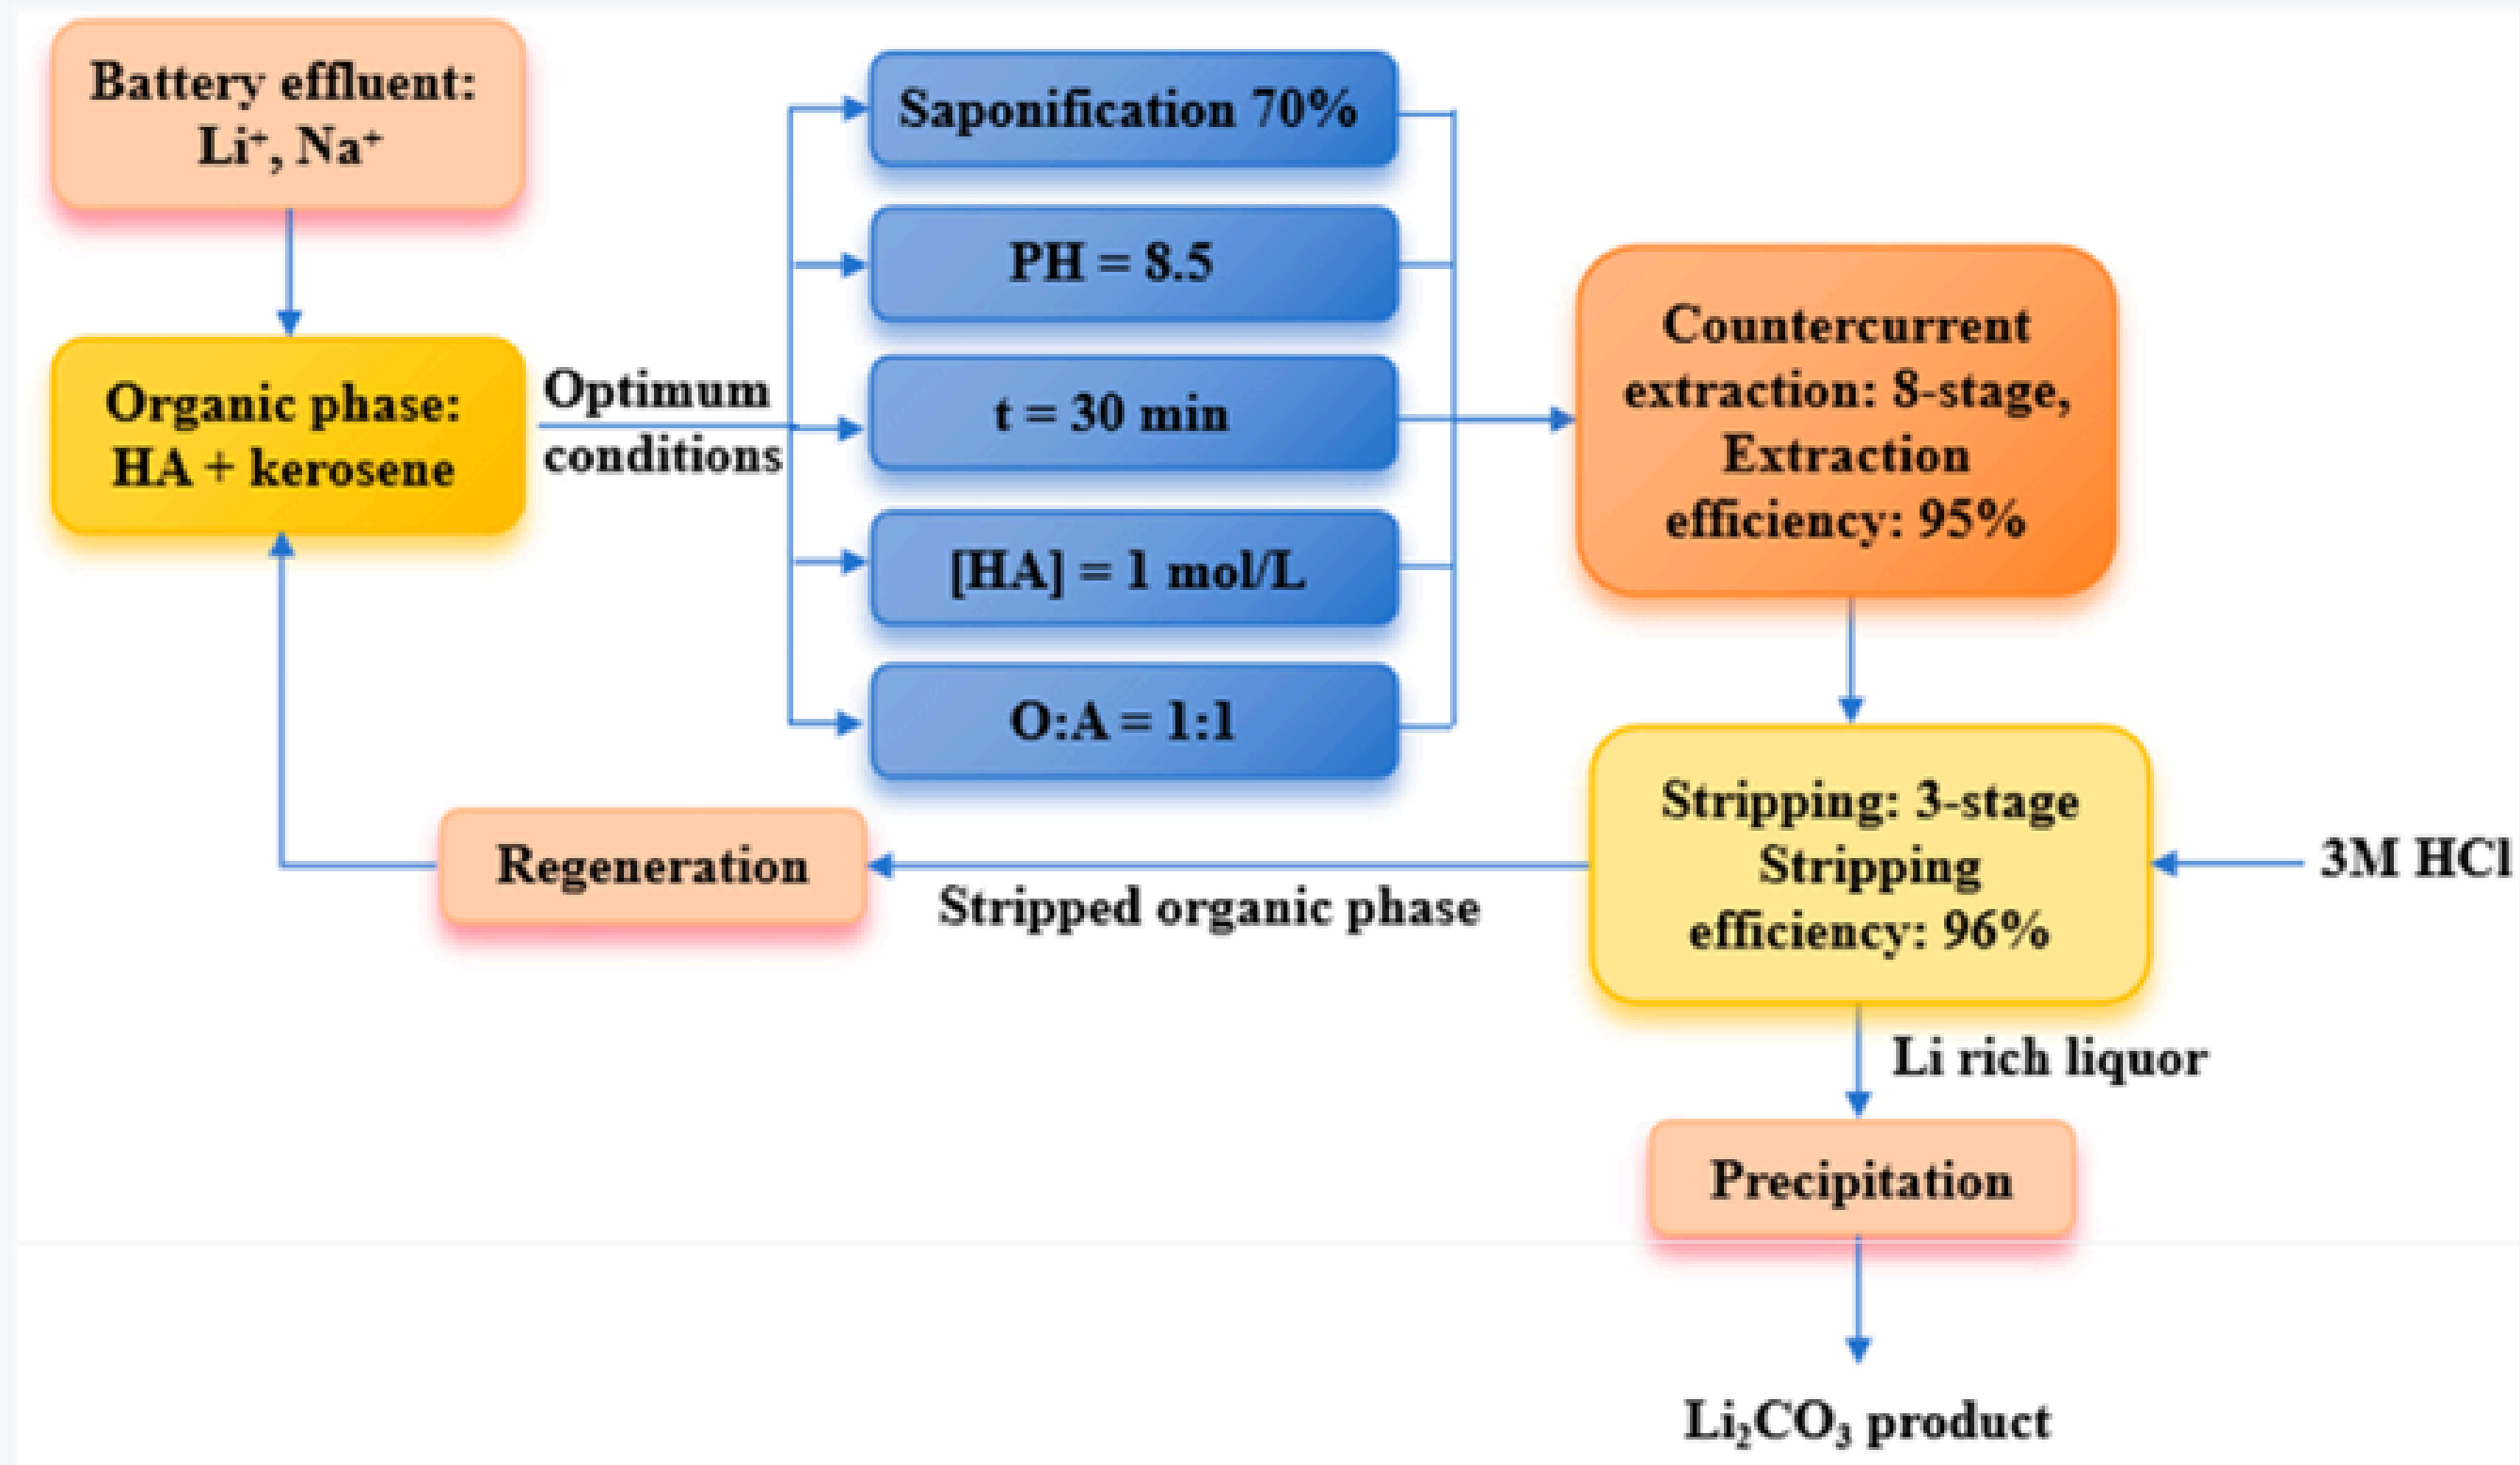 Battery effluent:
Li⁺, Na⁺
Organic phase:
HA + kerosene
Optimum
conditions
Saponification 70%
PH = 8.5
t = 30 min
[HA] = 1 mol/L
O:A = 1:1
Countercurrent
extraction: 8-stage,
Extraction
efficiency: 95%
Stripping: 3-stage
Stripping
efficiency: 96%
3M HCl
Stripped organic phase
Regeneration
Li rich liquor
Precipitation
Li₂CO₃ product